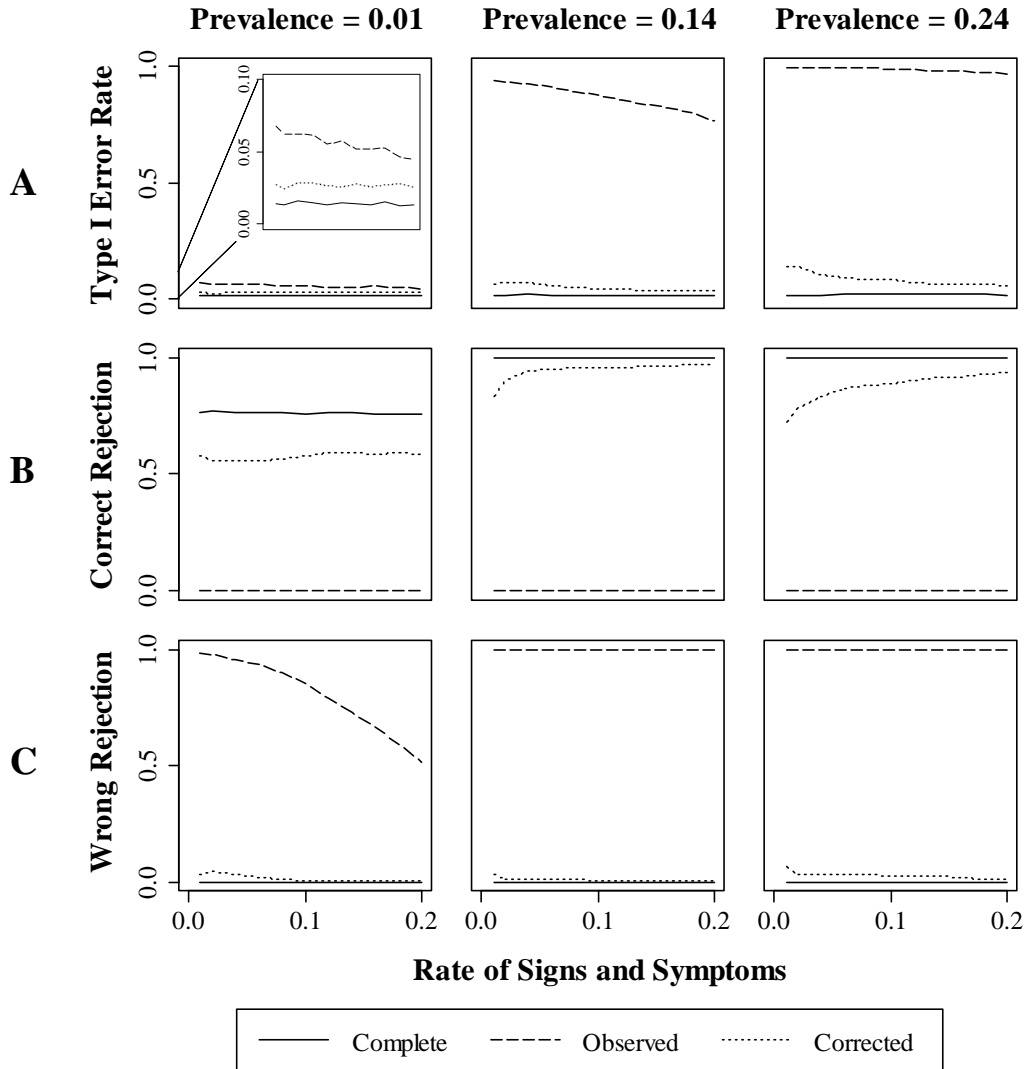 Prevalence = 0.01
Prevalence = 0.14
Prevalence = 0.24
A
Type I Error Rate
1.0
0.5
0.0
0.10
0.05
0.00
B
Correct Rejection
1.0
0.5
0.0
C
Wrong Rejection
1.0
0.5
0.0
0.0 0.1 0.2
0.0 0.1 0.2
0.0 0.1 0.2
Rate of Signs and Symptoms
Complete Observed Corrected